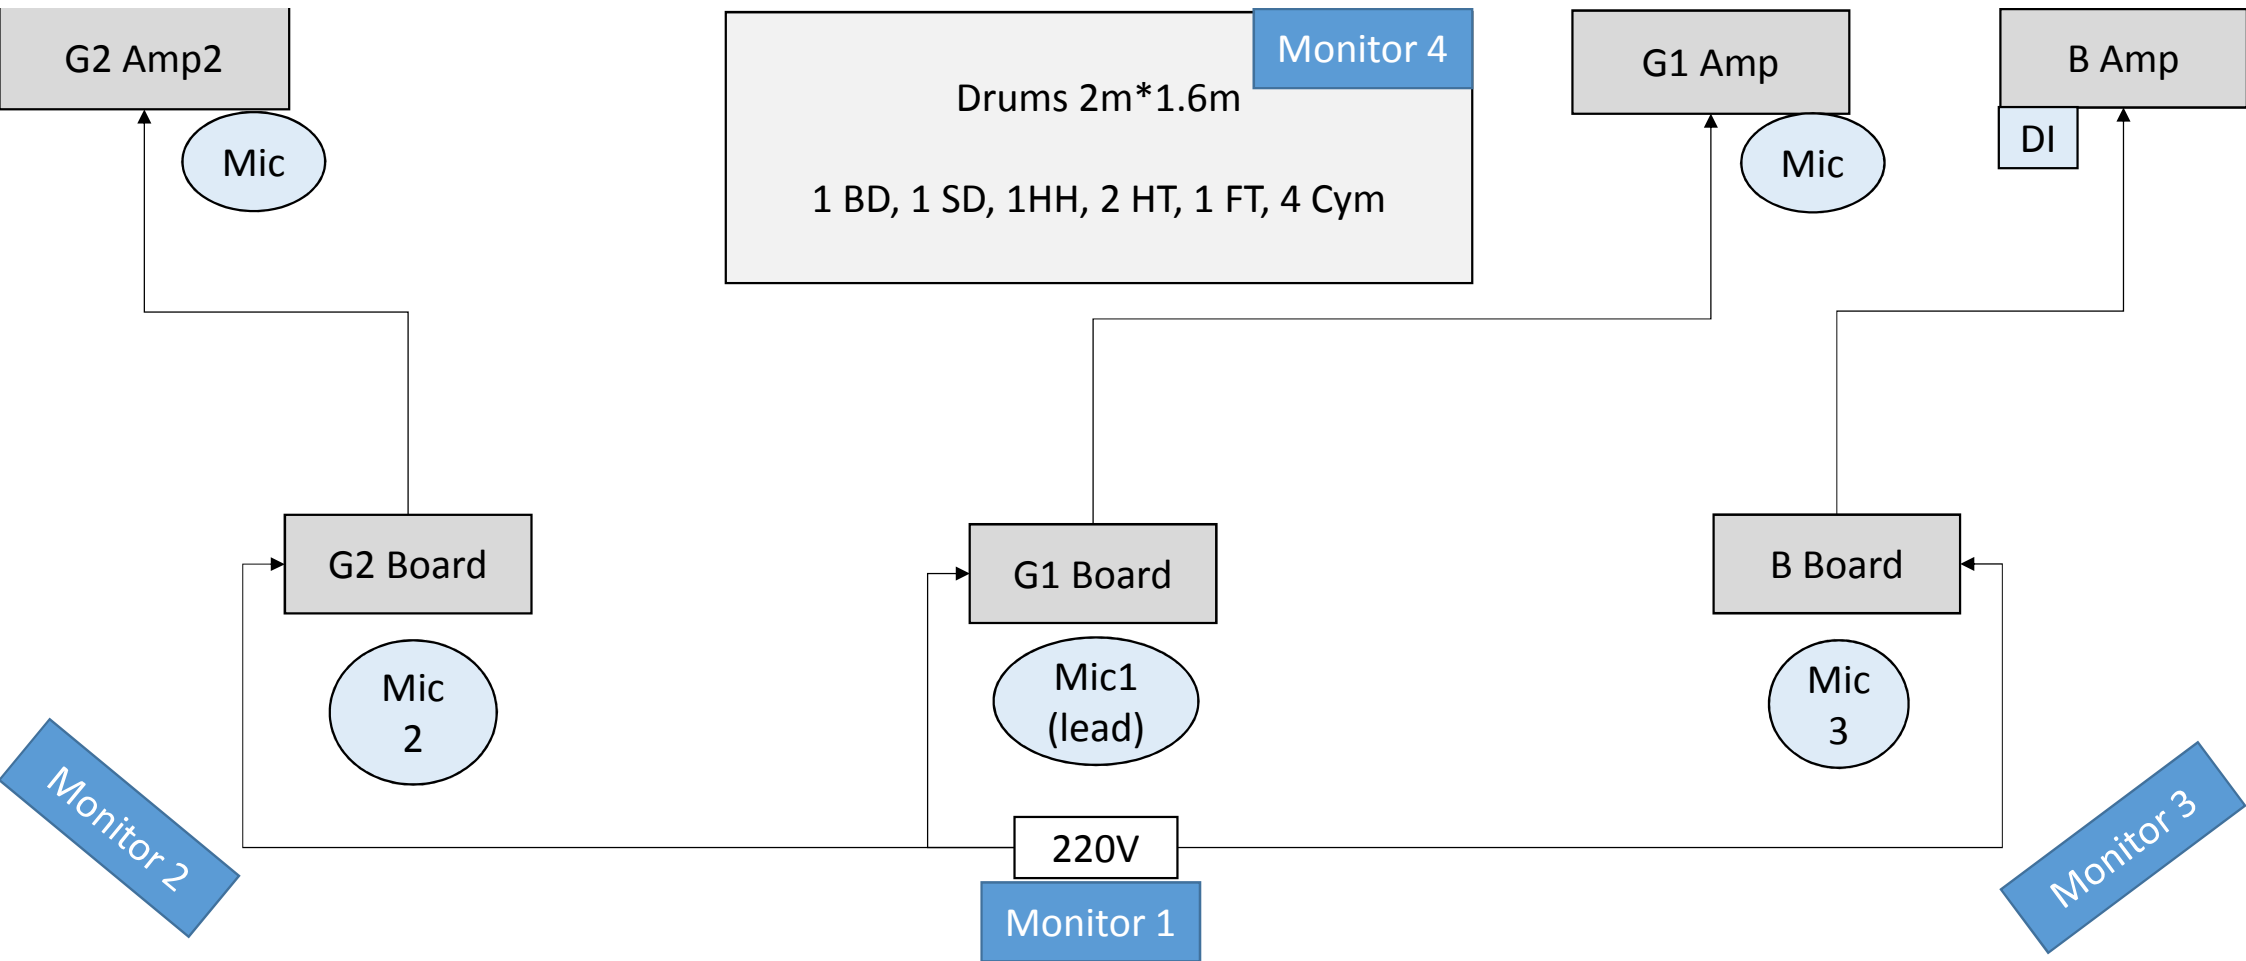 G2 Amp2
Monitor 4
G1 Amp
B Amp
Drums 2m*1.6m
Mic
Mic
DI
1 BD, 1 SD, 1HH, 2 HT, 1 FT, 4 Cym
G2 Board
G1 Board
B Board
Mic
2
Mic1
(lead)
Mic
3
Monitor 2
220V
Monitor 3
Monitor 1